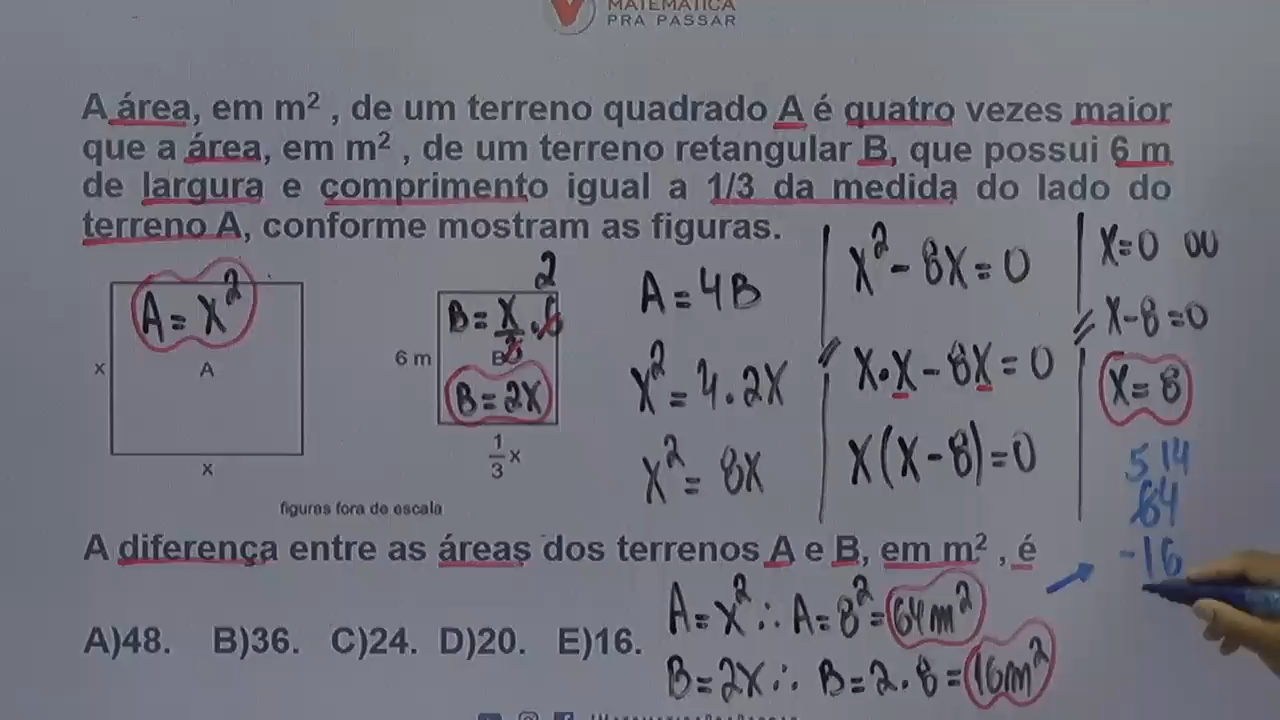 MATEMÁTICA
PRA PASSAR
A área, em m², de um terreno quadrado A é quatro vezes maior
que a área, em m², de um terreno retangular B, que possui 6 m
de largura e comprimento igual a 1/3 da medida do lado do
terreno A, conforme mostram as figuras.
A = x²
x
A
x
2
B = x/3 . 6
6 m
B
B = 2x
1/3 x
figuras fora de escala
A = 4B
x² = 4 . 2x
x² = 8x
x² - 8x = 0
x . x - 8x = 0
x(x - 8) = 0
x = 0 ou
x - 8 = 0
x = 8
5 14
64
- 16
A diferença entre as áreas dos terrenos A e B, em m², é
A = x² ∴ A = 8² = 64m²
A)48. B)36. C)24. D)20. E)16.
B = 2x ∴ B = 2 . 8 = 16m²